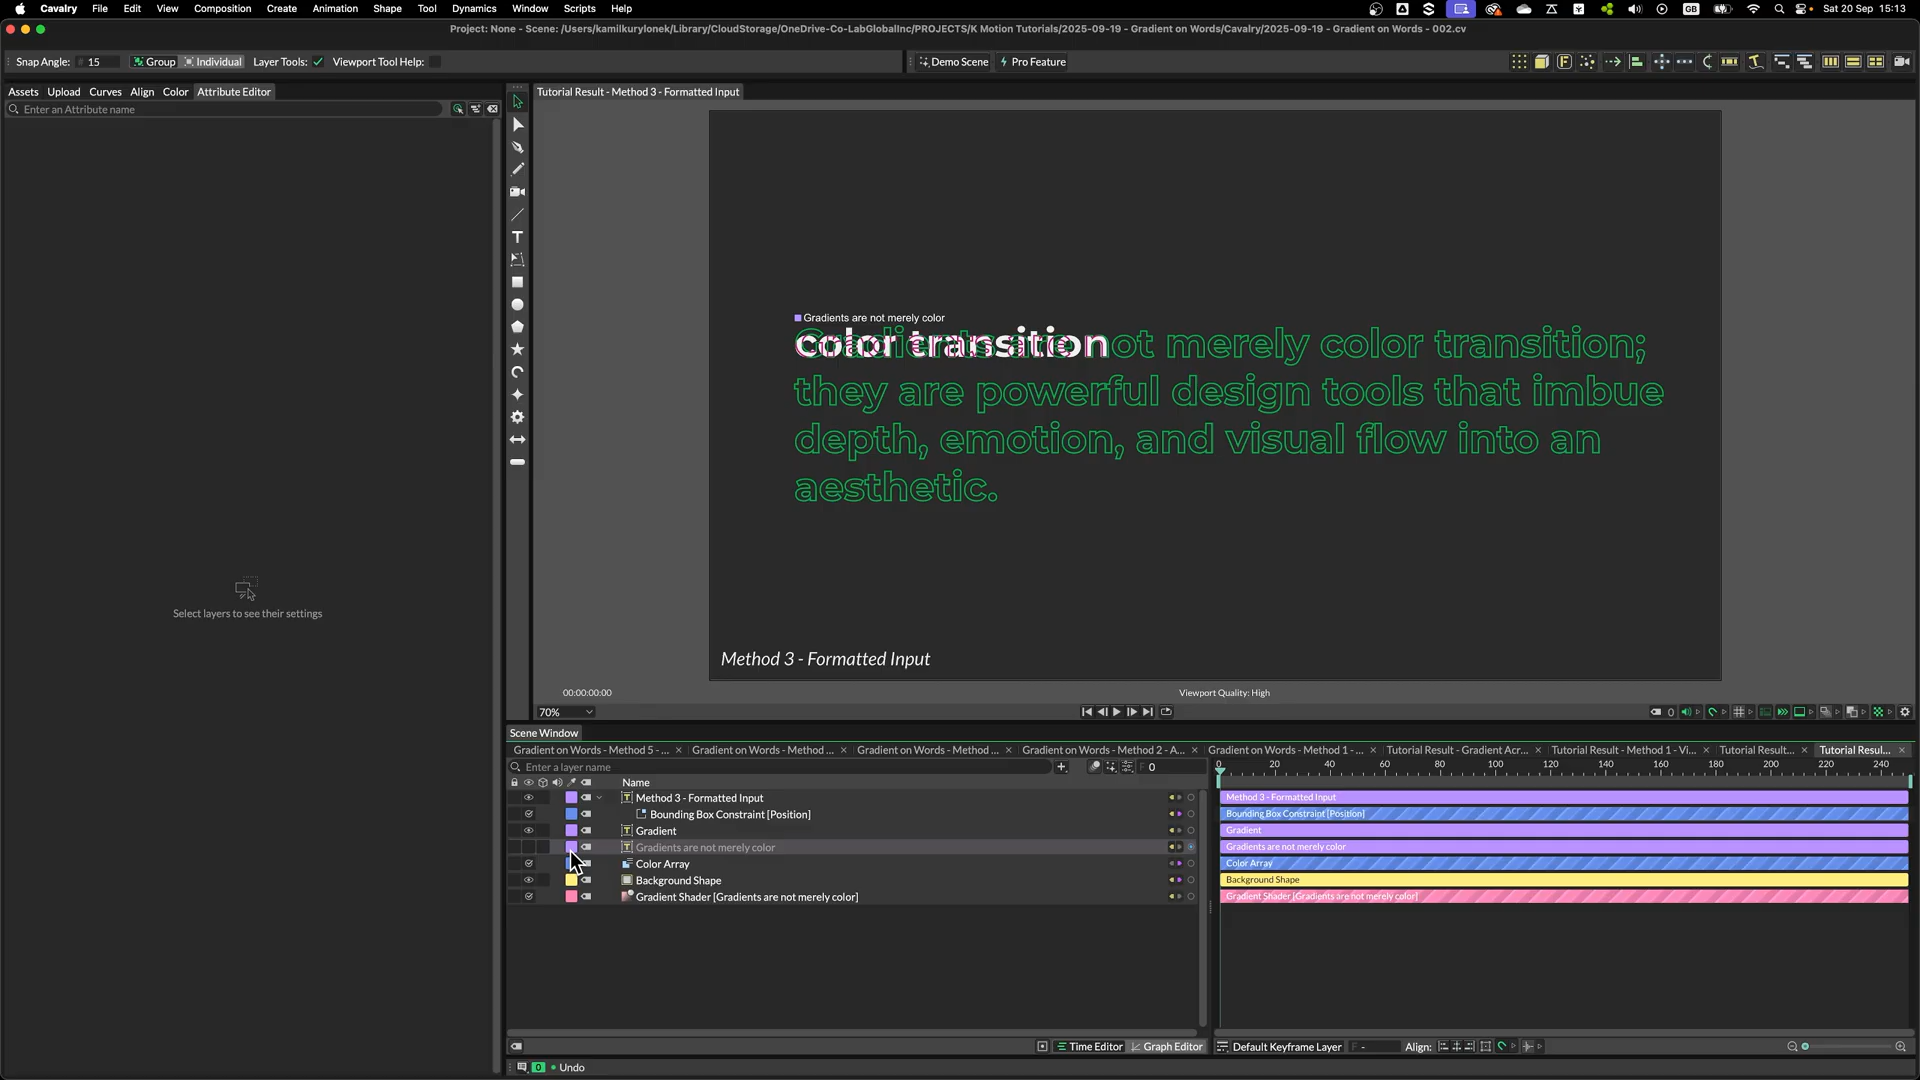 Cavalry File Edit View Composition Create Animation Shape Tool Dynamics Window Scripts Help
GB Sat 20 Sep 15:13
Project: None - Scene: /Users/kamilkurylonek/Library/CloudStorage/OneDrive-Co-LabGlobalInc/PROJECTS/K Motion Tutorials/2025-09-19 - Gradient on Words/Cavalry/2025-09-19 - Gradient on Words - 002.cv
Snap Angle: 15 Group Individual Layer Tools: Viewport Tool Help: Demo Scene Pro Feature
Assets Upload Curves Align Color Attribute Editor
Tutorial Result - Method 3 - Formatted Input
Enter an Attribute name
Gradients are not merely color
color transition
Gradients are not merely color transition;
they are powerful design tools that imbue
depth, emotion, and visual flow into an
aesthetic.
Select layers to see their settings
Method 3 - Formatted Input
00:00:00:00
Viewport Quality: High
70%
0
Scene Window
Gradient on Words - Method 5 - ... Gradient on Words - Method ... Gradient on Words - Method ... Gradient on Words - Method 2 - A... Gradient on Words - Method 1 - ... Tutorial Result - Gradient Acr... Tutorial Result - Method 1 - Vi... Tutorial Result... Tutorial Resul...
Enter a layer name
F 0
0 20 40 60 80 100 120 140 160 180 200 220 240
Name
Method 3 - Formatted Input
Method 3 - Formatted Input
Bounding Box Constraint [Position]
Bounding Box Constraint [Position]
Gradient
Gradient
Gradients are not merely color
Gradients are not merely color
Color Array
Color Array
Background Shape
Background Shape
Gradient Shader [Gradients are not merely color]
Gradient Shader [Gradients are not merely color]
Time Editor Graph Editor
Default Keyframe Layer F - Align:
0 Undo